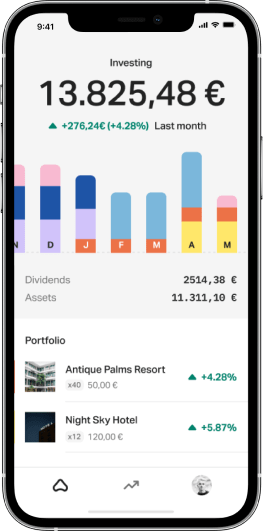 9:41
Investing
13.825,48 €
+276,24€ (+4.28%) Last month
N D J F M A M
Dividends 2514,38 €
Assets 11.311,10 €
Portfolio
Antique Palms Resort
x40 50,00 €
+4.28%
Night Sky Hotel
x12 120,00 €
+5.87%